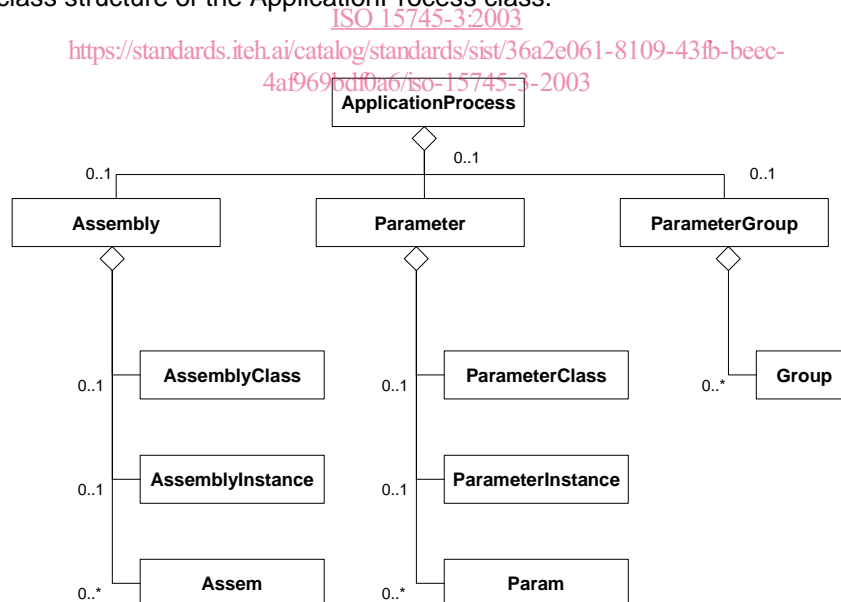 class structure of the ApplicationProcess class.
ISO 15745-3:2003
https://standards.iteh.ai/catalog/standards/sist/36a2e061-8109-43fb-beec-
4af969bdf0a6/iso-15745-3-2003
ApplicationProcess
0..1
0..1
0..1
Assembly
Parameter
ParameterGroup
AssemblyClass
ParameterClass
Group
0..1
0..1
0..*
AssemblyInstance
ParameterInstance
0..1
0..1
Assem
Param
0..*
0..*